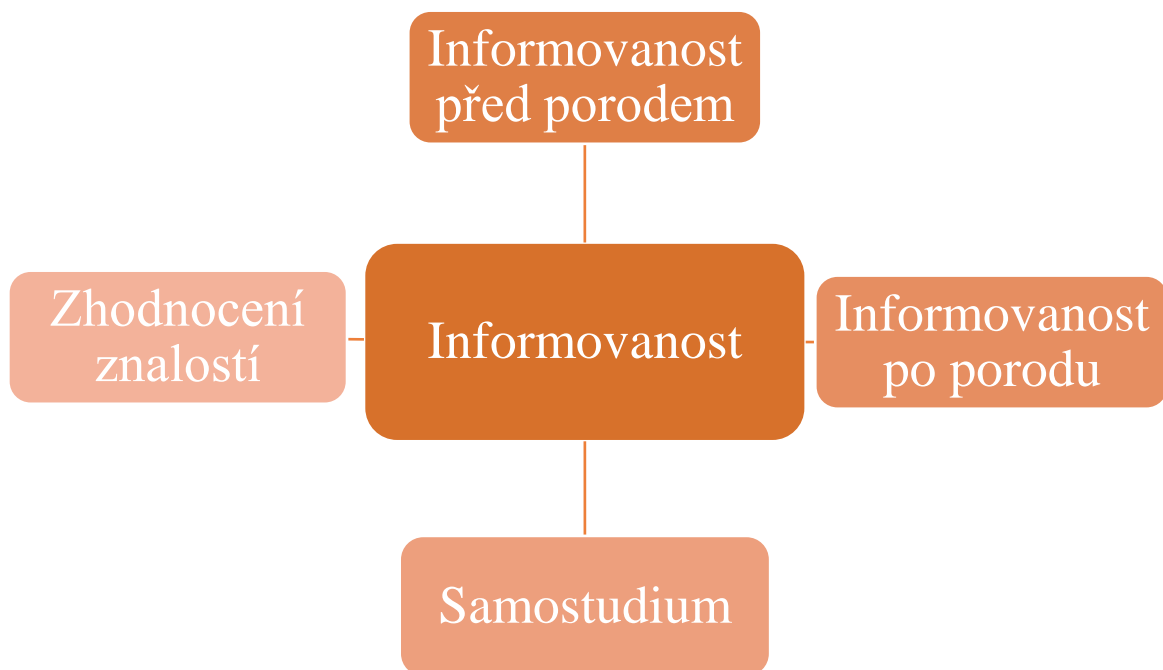 Informovanost
před porodem
Zhodnocení
znalostí
Informovanost
Informovanost
po porodu
Samostudium